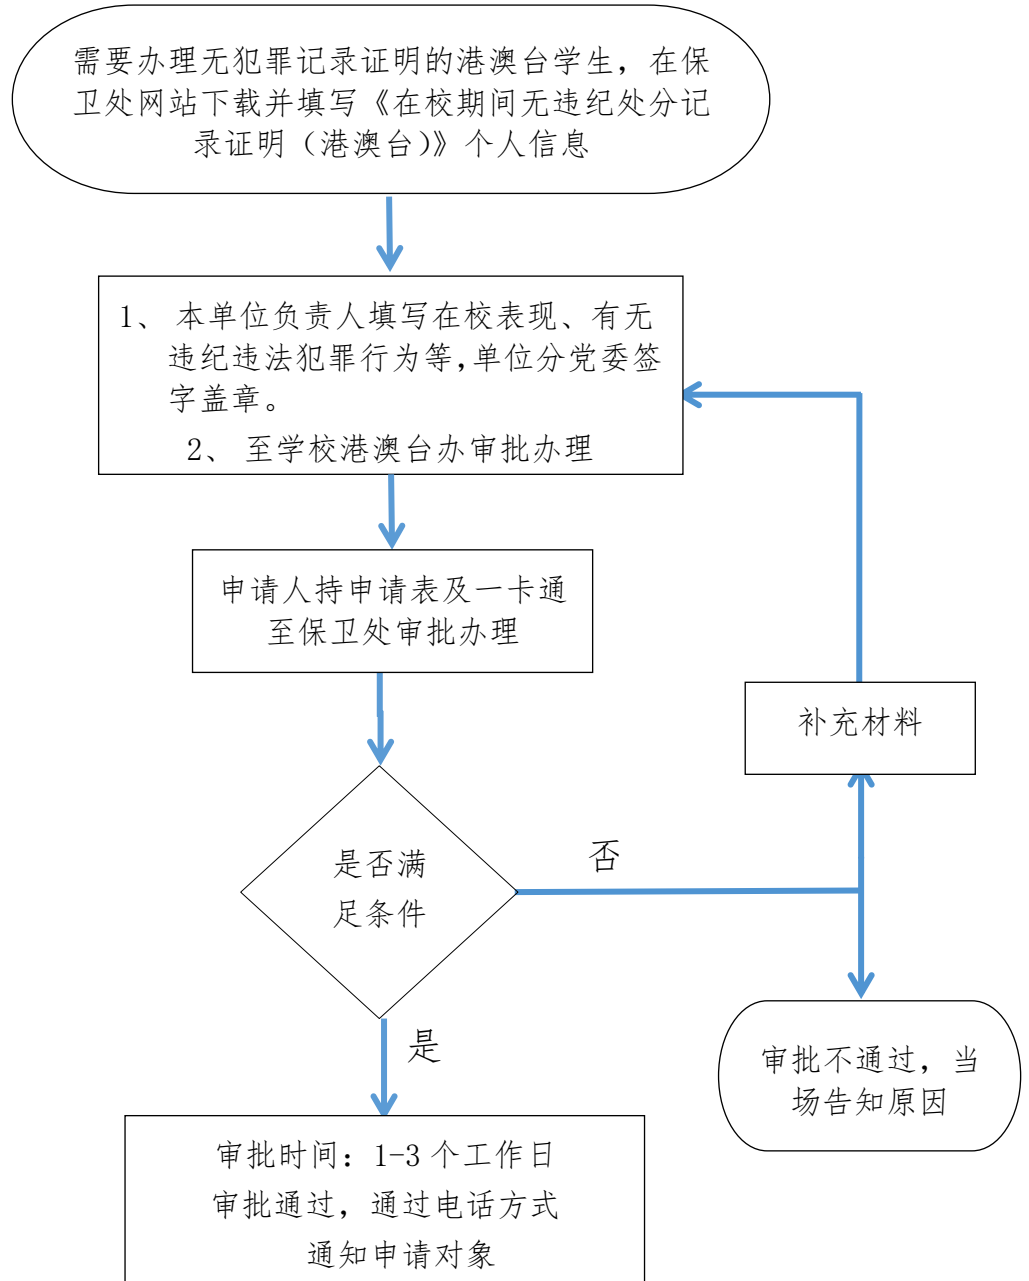 需要办理无犯罪记录证明的港澳台学生，在保
卫处网站下载并填写《在校期间无违纪处分记
录证明（港澳台）》个人信息
1、 本单位负责人填写在校表现、有无
违纪违法犯罪行为等，单位分党委签
字盖章。
2、 至学校港澳台办审批办理
申请人持申请表及一卡通
至保卫处审批办理
补充材料
是否满
足条件
否
是
审批不通过，当
场告知原因
审批时间：1-3 个工作日
审批通过，通过电话方式
通知申请对象